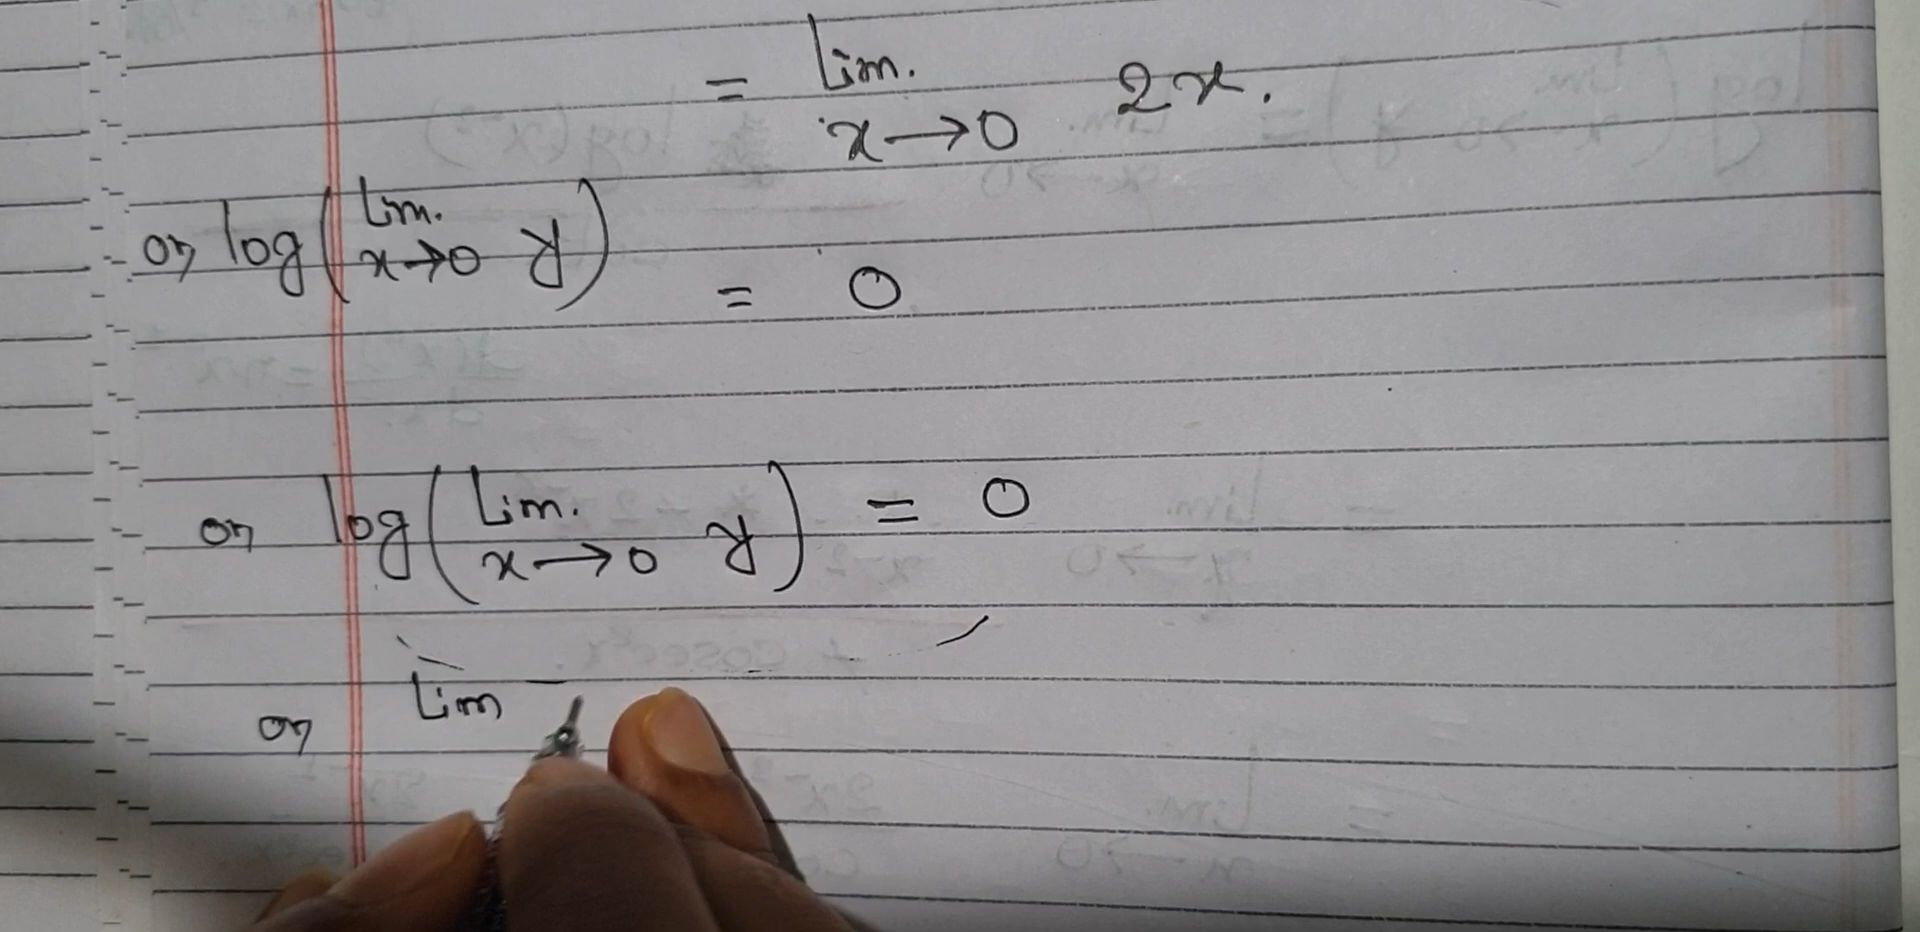 = lim. x→0 2x.
or log(lim. x→0 y) = 0
or log(lim. x→0 y) = 0
or lim